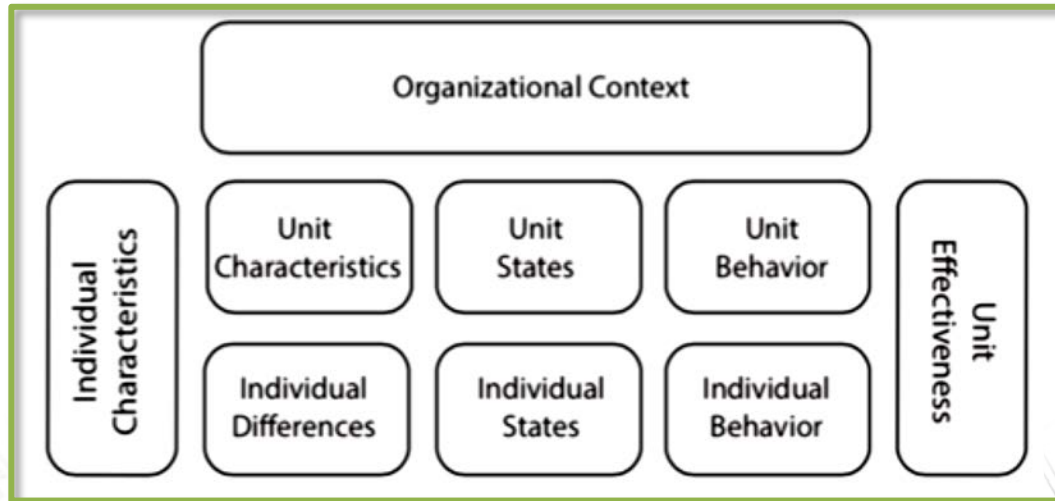 Organizational Context
Individual
Characteristics
Unit
Characteristics
Unit
States
Unit
Behavior
Unit
Effectiveness
Individual
Differences
Individual
States
Individual
Behavior